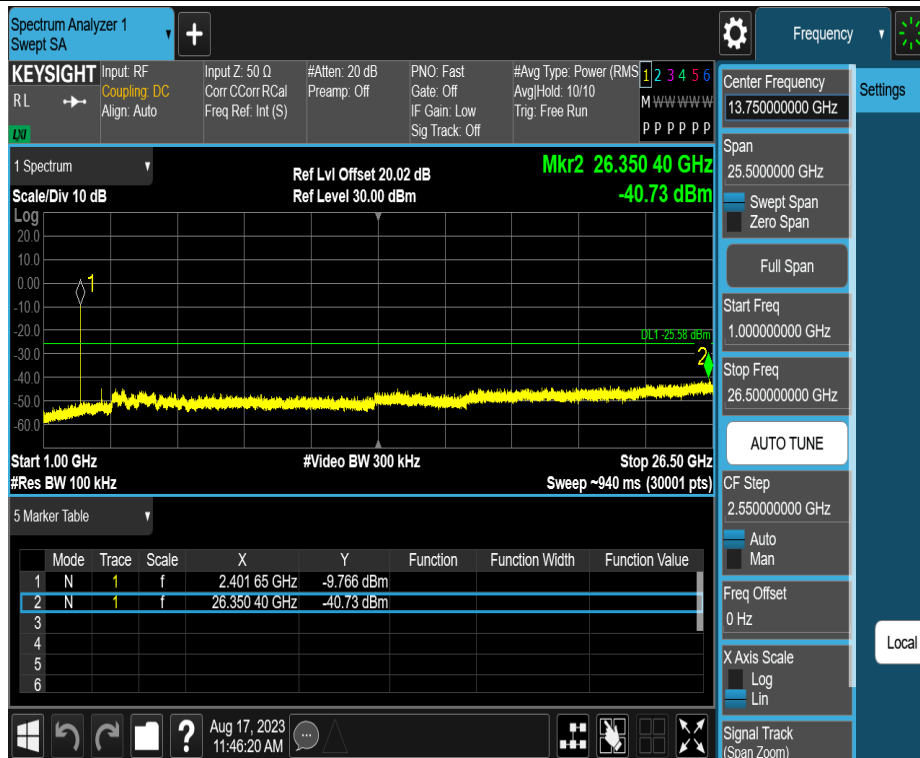 Spectrum Analyzer 1
Swept SA
Frequency
KEYSIGHT
R L
LXI
Input: RF
Coupling: DC
Align: Auto
Input Z: 50 Ω
Corr CCorr RCal
Freq Ref: Int (S)
#Atten: 20 dB
Preamp: Off
PNO: Fast
Gate: Off
IF Gain: Low
Sig Track: Off
#Avg Type: Power (RMS
Avg|Hold: 10/10
Trig: Free Run
1 2 3 4 5 6
M W W W W W
P P P P P P
1 Spectrum
Scale/Div 10 dB
Ref Lvl Offset 20.02 dB
Ref Level 30.00 dBm
Mkr2 26.350 40 GHz
-40.73 dBm
Log
20.0
10.0
0.00
-10.0
-20.0
-30.0
-40.0
-50.0
-60.0
1
DL1 -25.58 dBm
2
Start 1.00 GHz
#Res BW 100 kHz
#Video BW 300 kHz
Stop 26.50 GHz
Sweep ~940 ms (30001 pts)
5 Marker Table
Mode Trace Scale X Y Function Function Width Function Value
1 N 1 f 2.401 65 GHz -9.766 dBm
2 N 1 f 26.350 40 GHz -40.73 dBm
3
4
5
6
?
Aug 17, 2023
11:46:20 AM
Center Frequency
13.750000000 GHz
Span
25.5000000 GHz
Swept Span
Zero Span
Full Span
Start Freq
1.000000000 GHz
Stop Freq
26.500000000 GHz
AUTO TUNE
CF Step
2.550000000 GHz
Auto
Man
Freq Offset
0 Hz
X Axis Scale
Log
Lin
Signal Track
(Span Zoom)
Settings
Local